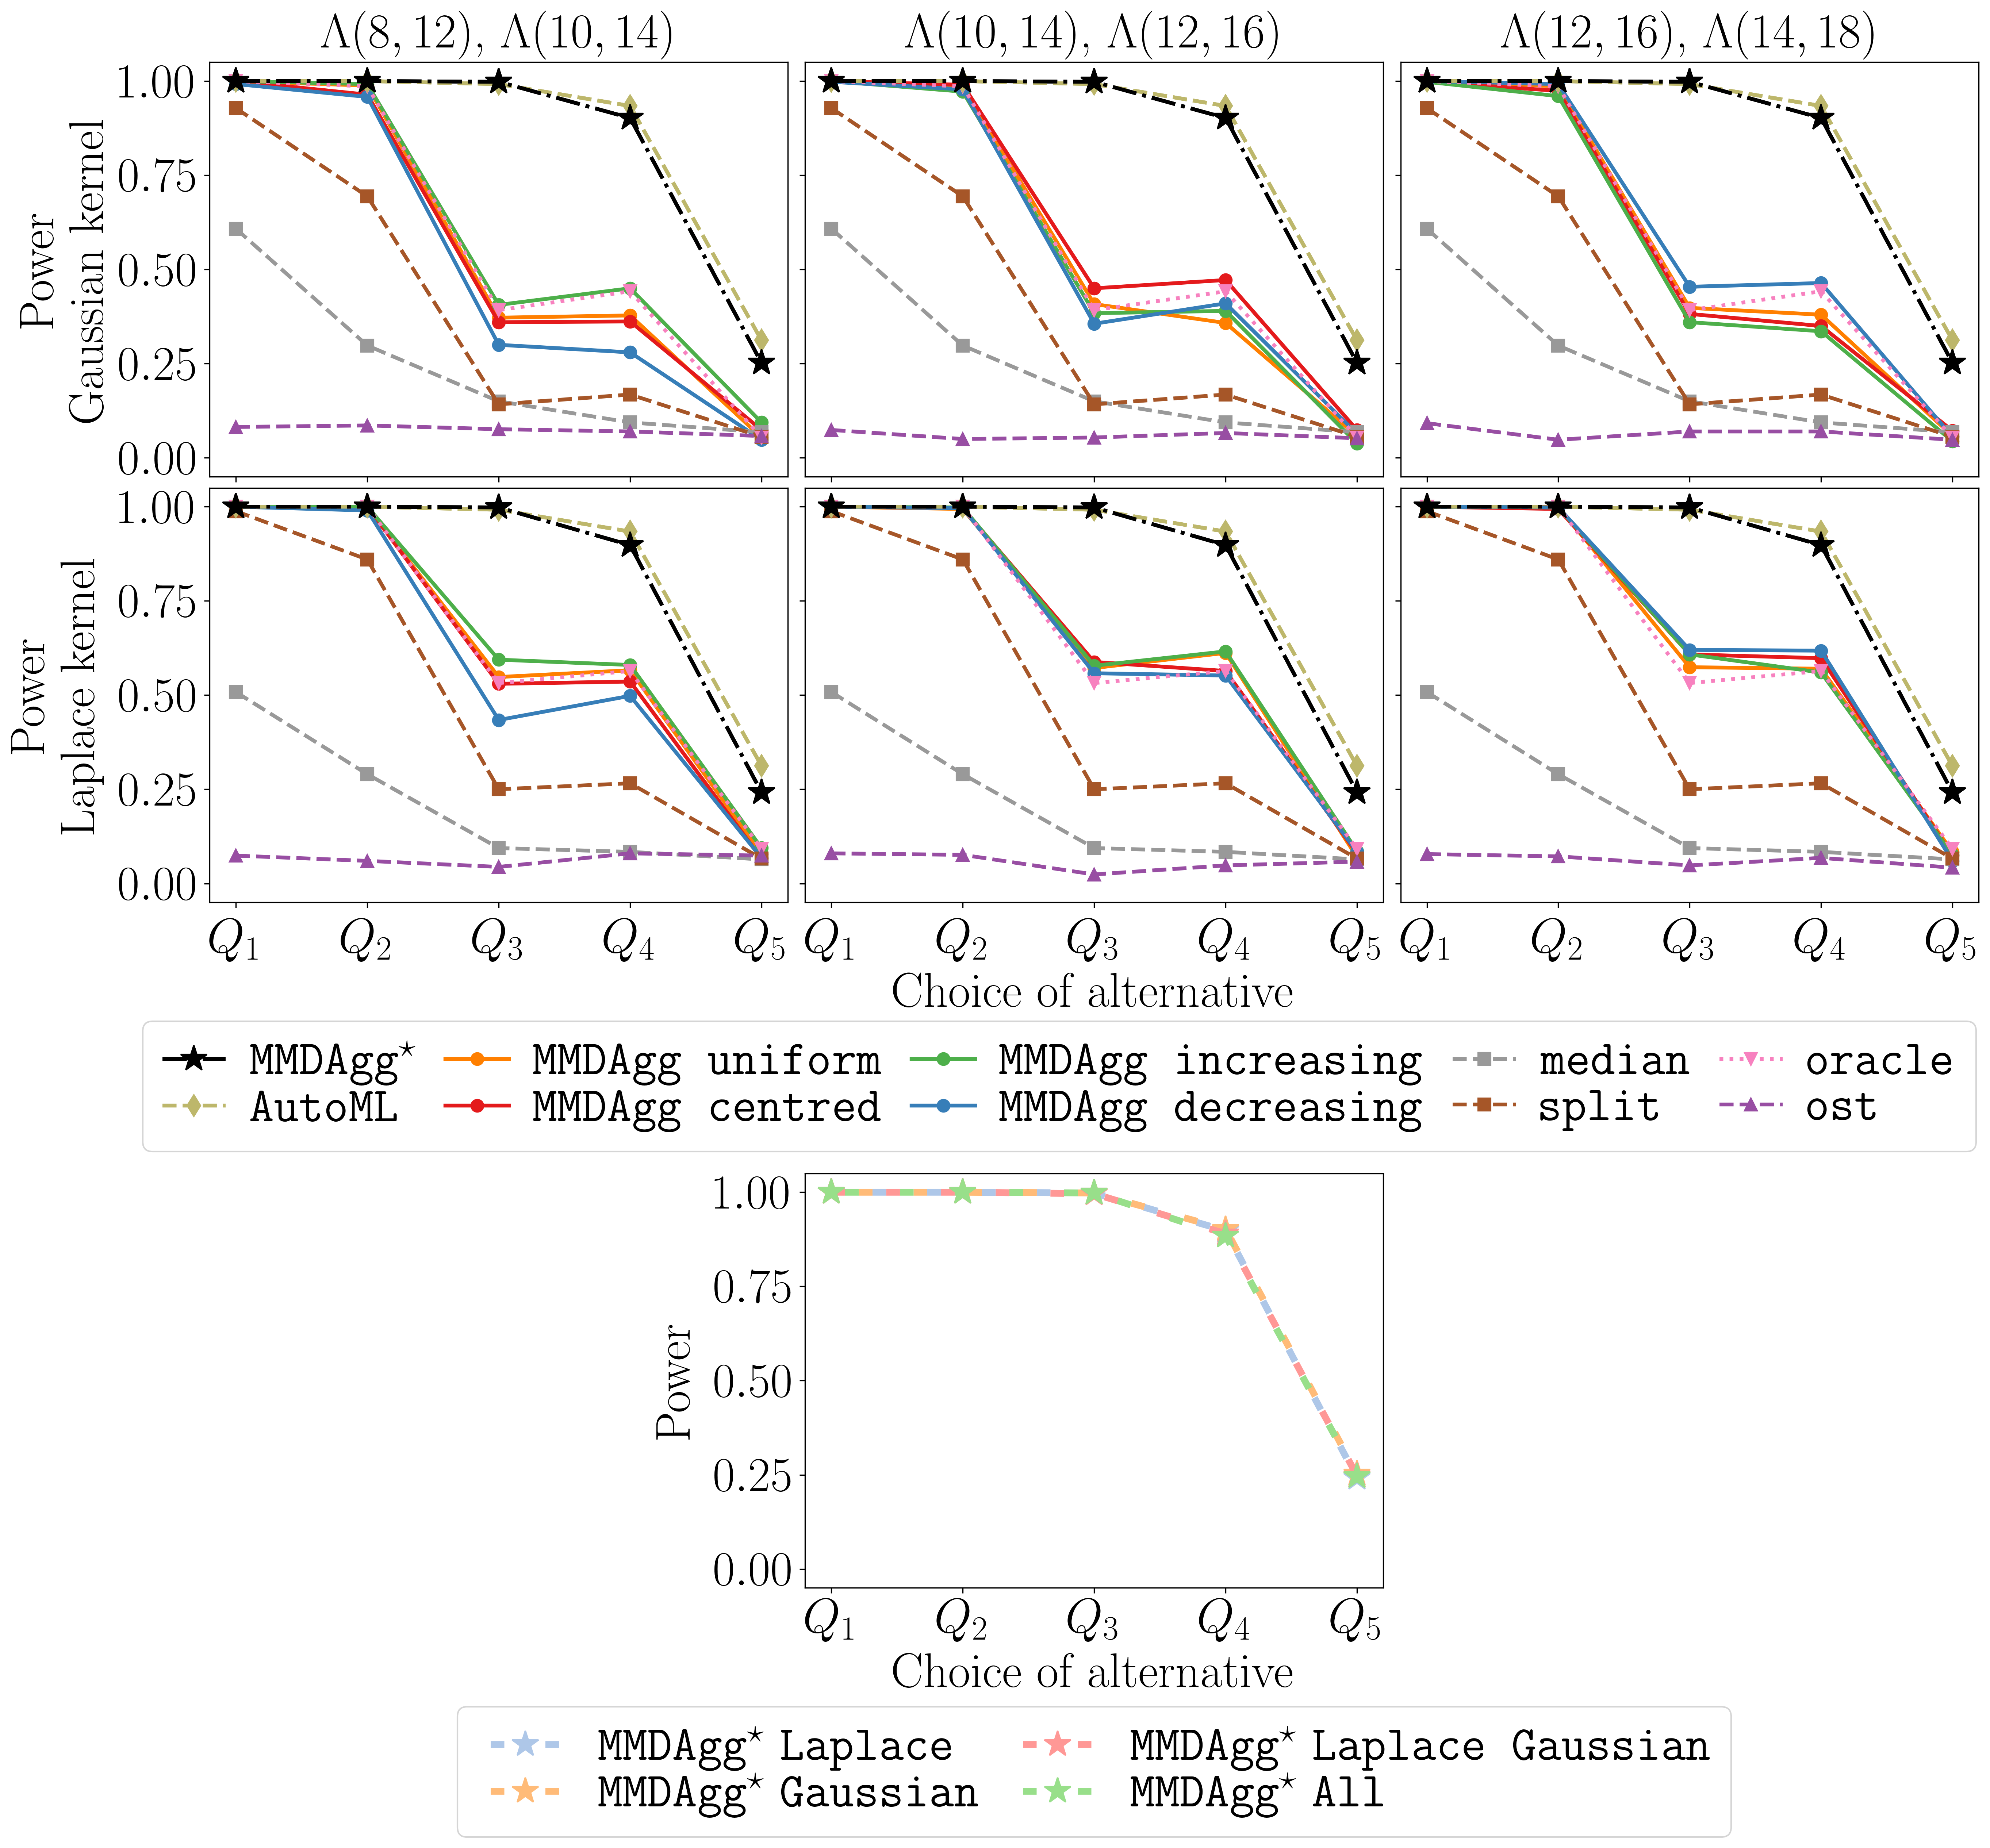 Λ(8, 12), Λ(10, 14)
Λ(10, 14), Λ(12, 16)
Λ(12, 16), Λ(14, 18)
Power
Gaussian kernel
1.00
0.75
0.50
0.25
0.00
Power
Laplace kernel
1.00
0.75
0.50
0.25
0.00
Q1 Q2 Q3 Q4 Q5
Q1 Q2 Q3 Q4 Q5
Q1 Q2 Q3 Q4 Q5
Choice of alternative
MMDAgg⋆ MMDAgg uniform MMDAgg increasing median oracle
AutoML MMDAgg centred MMDAgg decreasing split ost
Power
1.00
0.75
0.50
0.25
0.00
Q1 Q2 Q3 Q4 Q5
Choice of alternative
MMDAgg⋆ Laplace MMDAgg⋆ Laplace Gaussian
MMDAgg⋆ Gaussian MMDAgg⋆ All